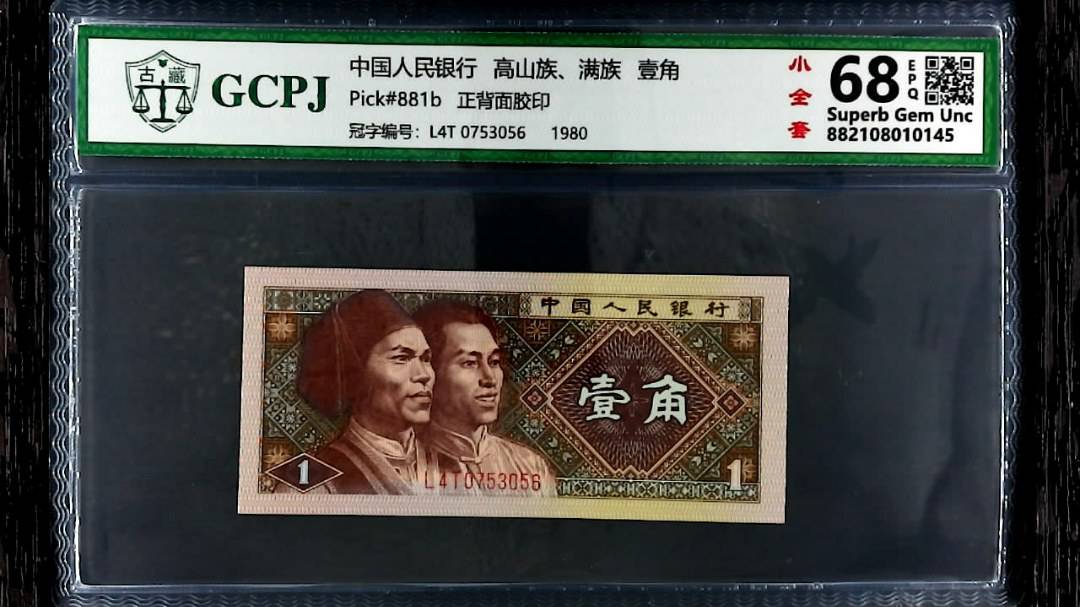 古藏
GCPJ
中国人民银行 高山族、满族 壹角
Pick#881b 正背面胶印
冠字编号: L4T 0753056 1980
小全套
68 EPQ
Superb Gem Unc
882108010145
中国人民银行
壹角
1 L4T0753056 1